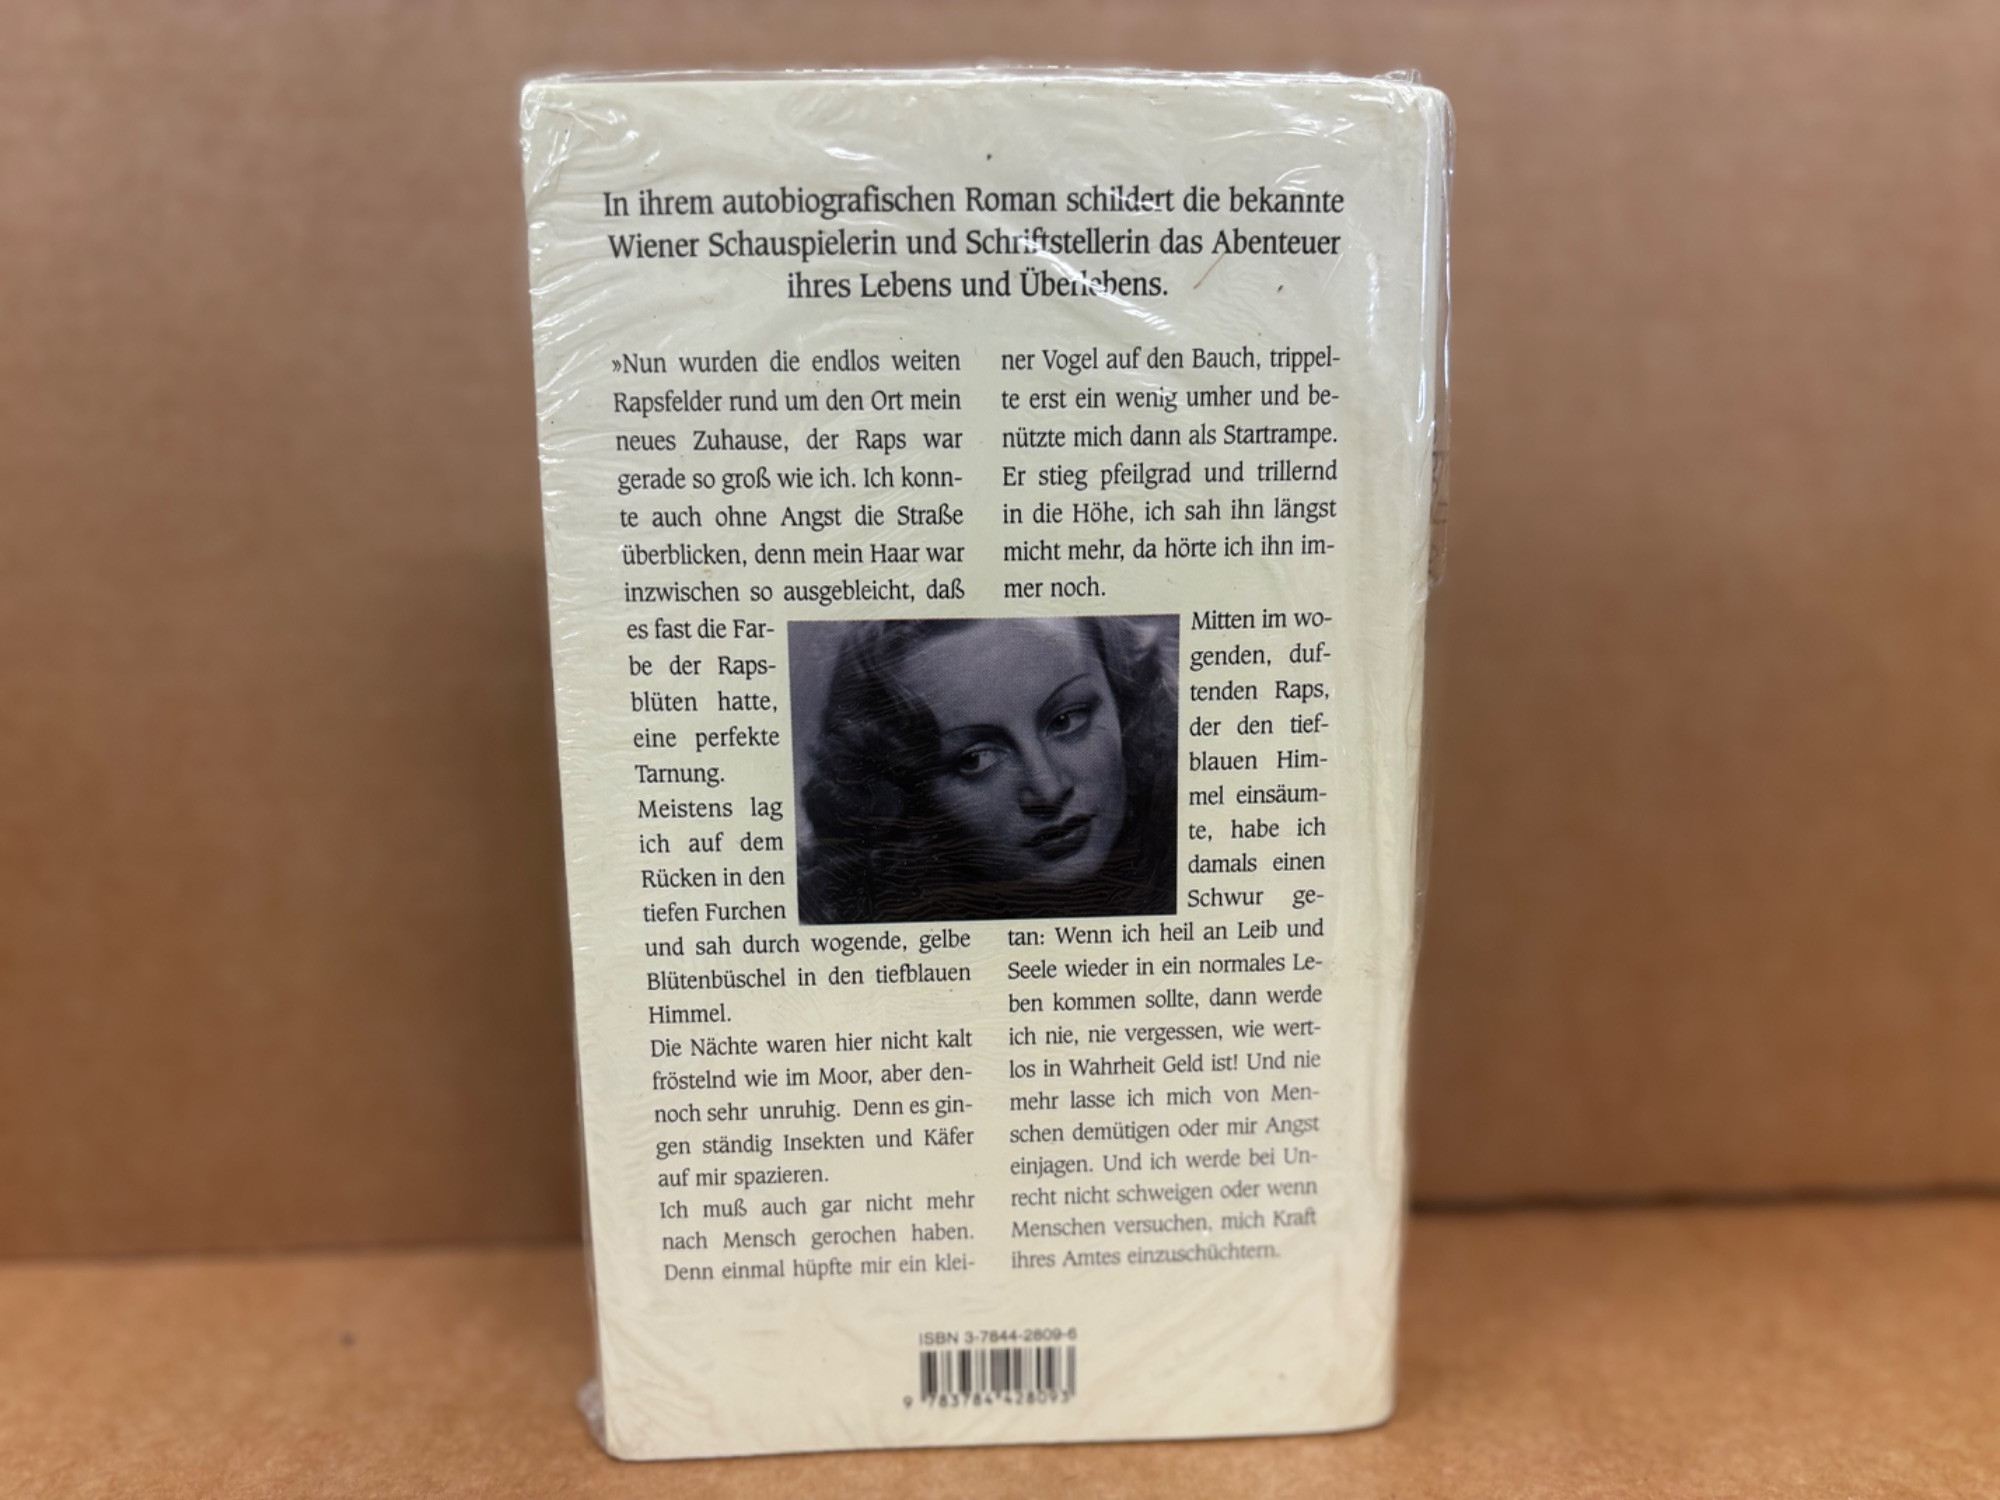 In ihrem autobiografischen Roman schildert die bekannte
Wiener Schauspielerin und Schriftstellerin das Abenteuer
ihres Lebens und Überlebens.
»Nun wurden die endlos weiten
Rapsfelder rund um den Ort mein
neues Zuhause, der Raps war
gerade so groß wie ich. Ich konn-
te auch ohne Angst die Straße
überblicken, denn mein Haar war
inzwischen so ausgebleicht, daß
es fast die Far-
be der Raps-
blüten hatte,
eine perfekte
Tarnung.
Meistens lag
ich auf dem
Rücken in den
tiefen Furchen
und sah durch wogende, gelbe
Blütenbüschel in den tiefblauen
Himmel.
Die Nächte waren hier nicht kalt
fröstelnd wie im Moor, aber den-
noch sehr unruhig. Denn es gin-
gen ständig Insekten und Käfer
auf mir spazieren.
Ich muß auch gar nicht mehr
nach Mensch gerochen haben.
Denn einmal hüpfte mir ein klei-
ner Vogel auf den Bauch, trippel-
te erst ein wenig umher und be-
nützte mich dann als Startrampe.
Er stieg pfeilgrad und trillernd
in die Höhe, ich sah ihn längst
micht mehr, da hörte ich ihn im-
mer noch.
Mitten im wo-
genden, duf-
tenden Raps,
der den tief-
blauen Him-
mel einsäum-
te, habe ich
damals einen
Schwur ge-
tan: Wenn ich heil an Leib und
Seele wieder in ein normales Le-
ben kommen sollte, dann werde
ich nie, nie vergessen, wie wert-
los in Wahrheit Geld ist! Und nie
mehr lasse ich mich von Men-
schen demütigen oder mir Angst
einjagen. Und ich werde bei Un-
recht nicht schweigen oder wenn
Menschen versuchen, mich Kraft
ihres Amtes einzuschüchtern.
ISBN 3-7844-2809-6
9 783784 428093